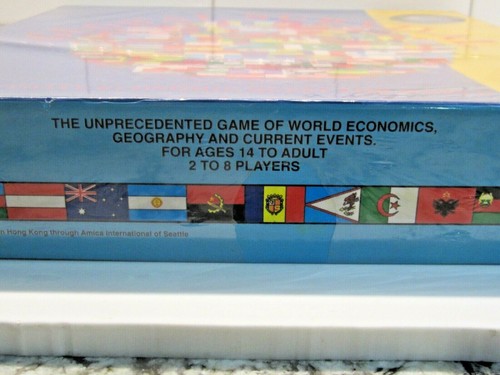 THE UNPRECEDENTED GAME OF WORLD ECONOMICS,
GEOGRAPHY AND CURRENT EVENTS.
FOR AGES 14 TO ADULT
2 TO 8 PLAYERS
in Hong Kong through Amics International of Seattle